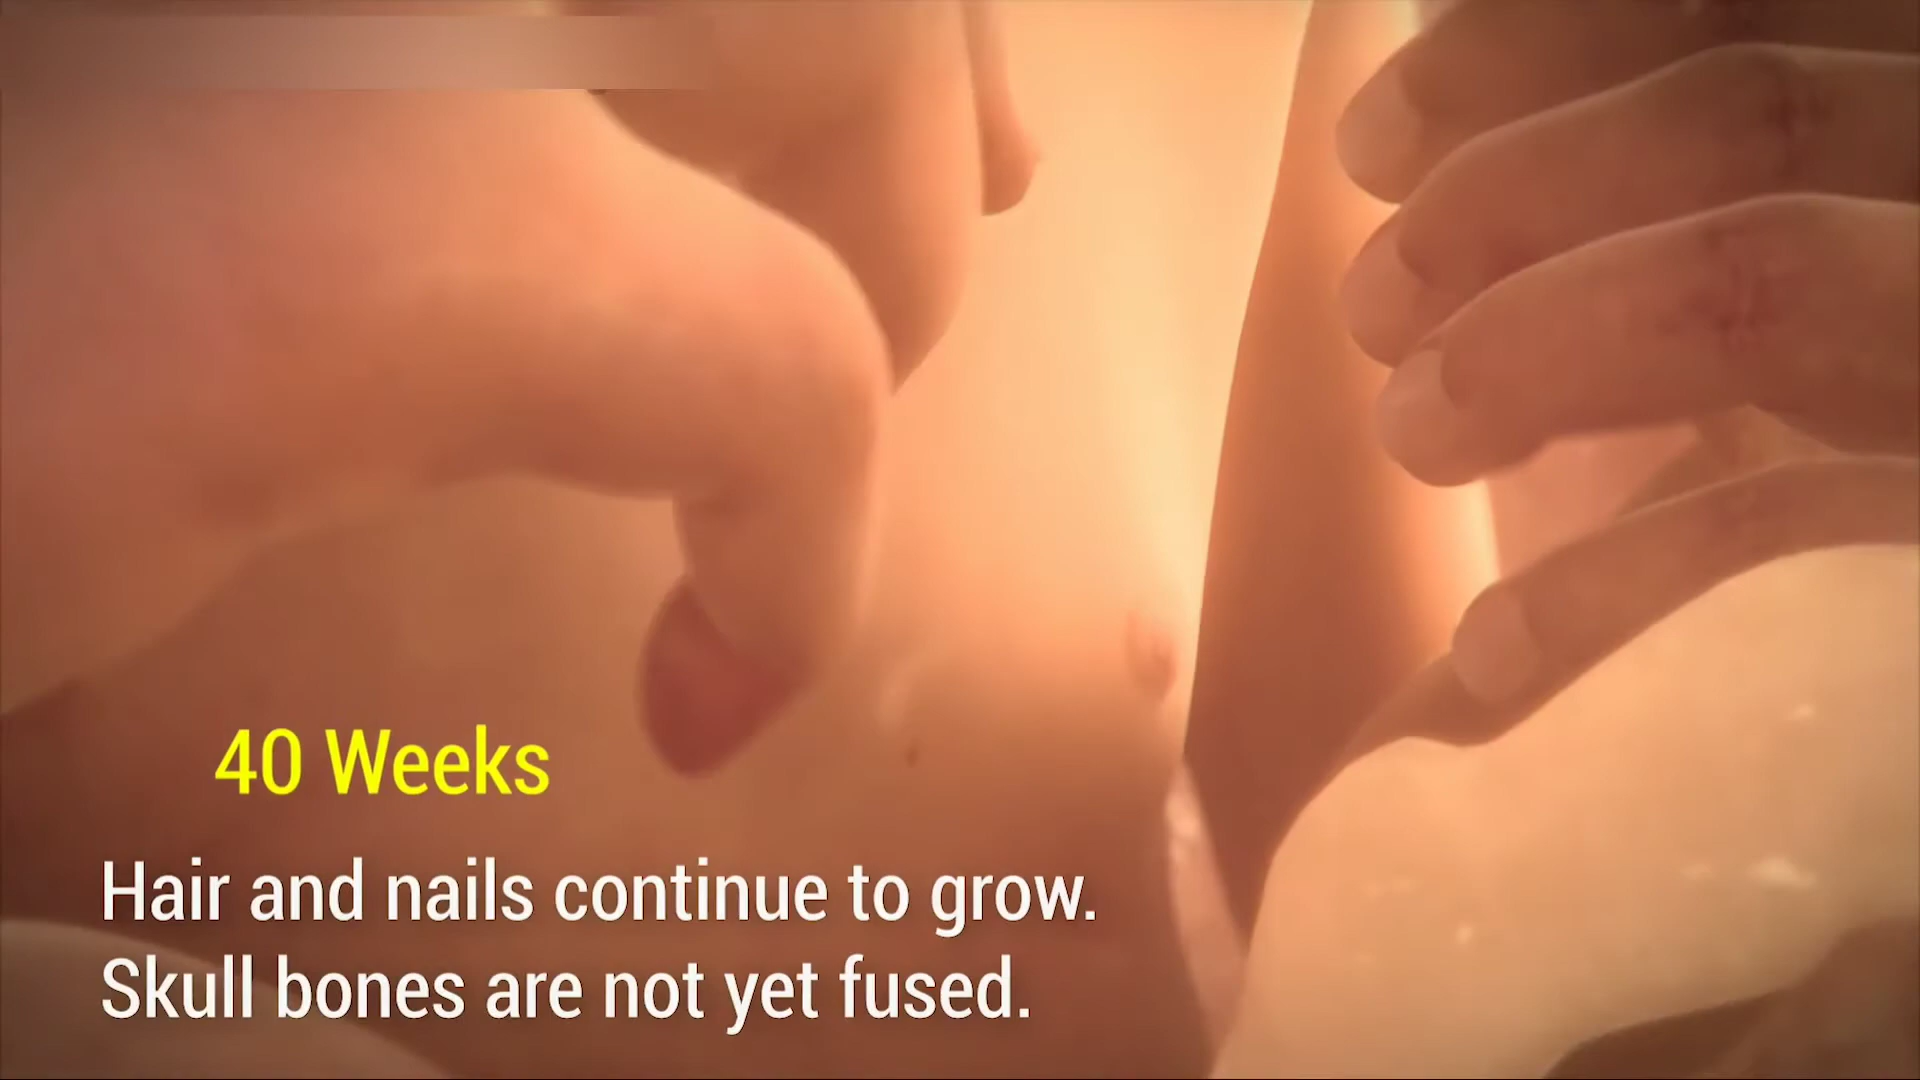 40 Weeks
Hair and nails continue to grow.
Skull bones are not yet fused.